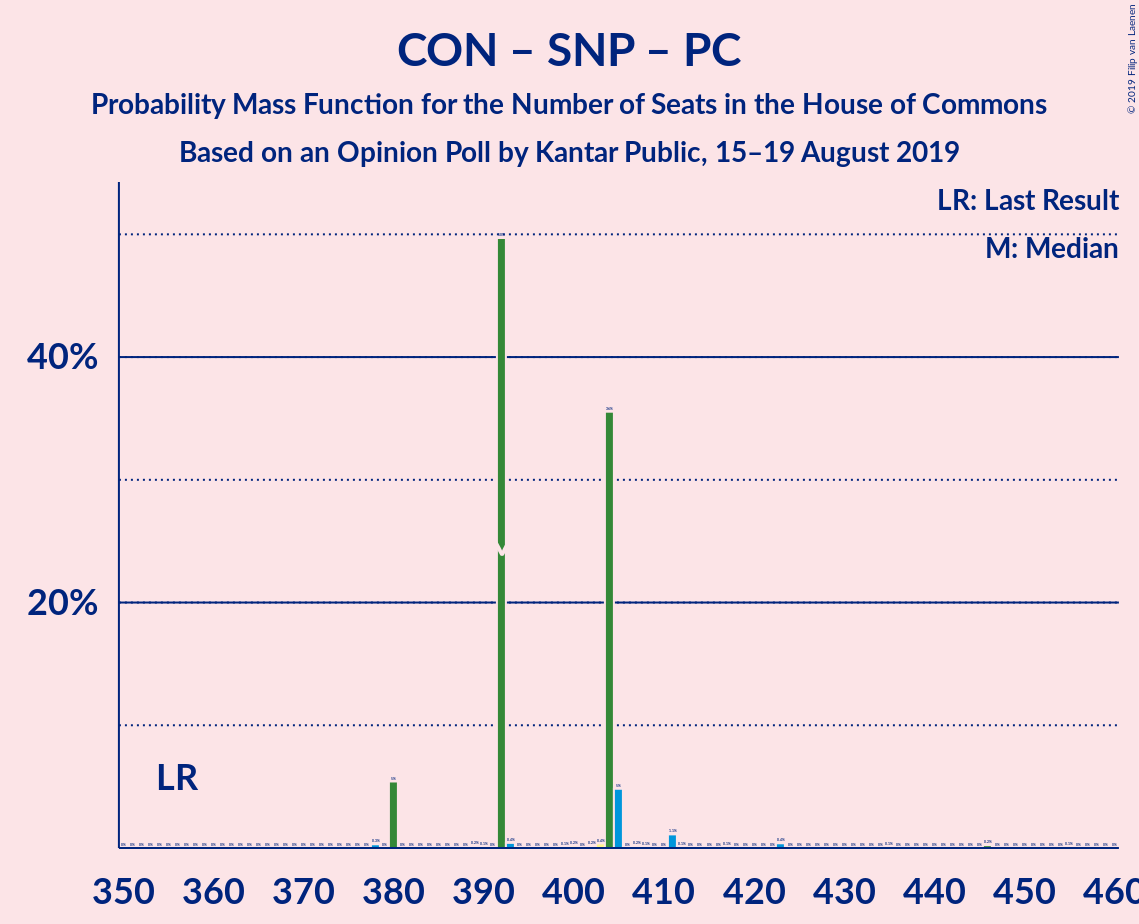 CON – SNP – PC
Probability Mass Function for the Number of Seats in the House of Commons
Based on an Opinion Poll by Kantar Public, 15–19 August 2019
© 2019 Filip van Laenen
LR: Last Result
M: Median
40%
20%
LR
350 360 370 380 390 400 410 420 430 440 450 460